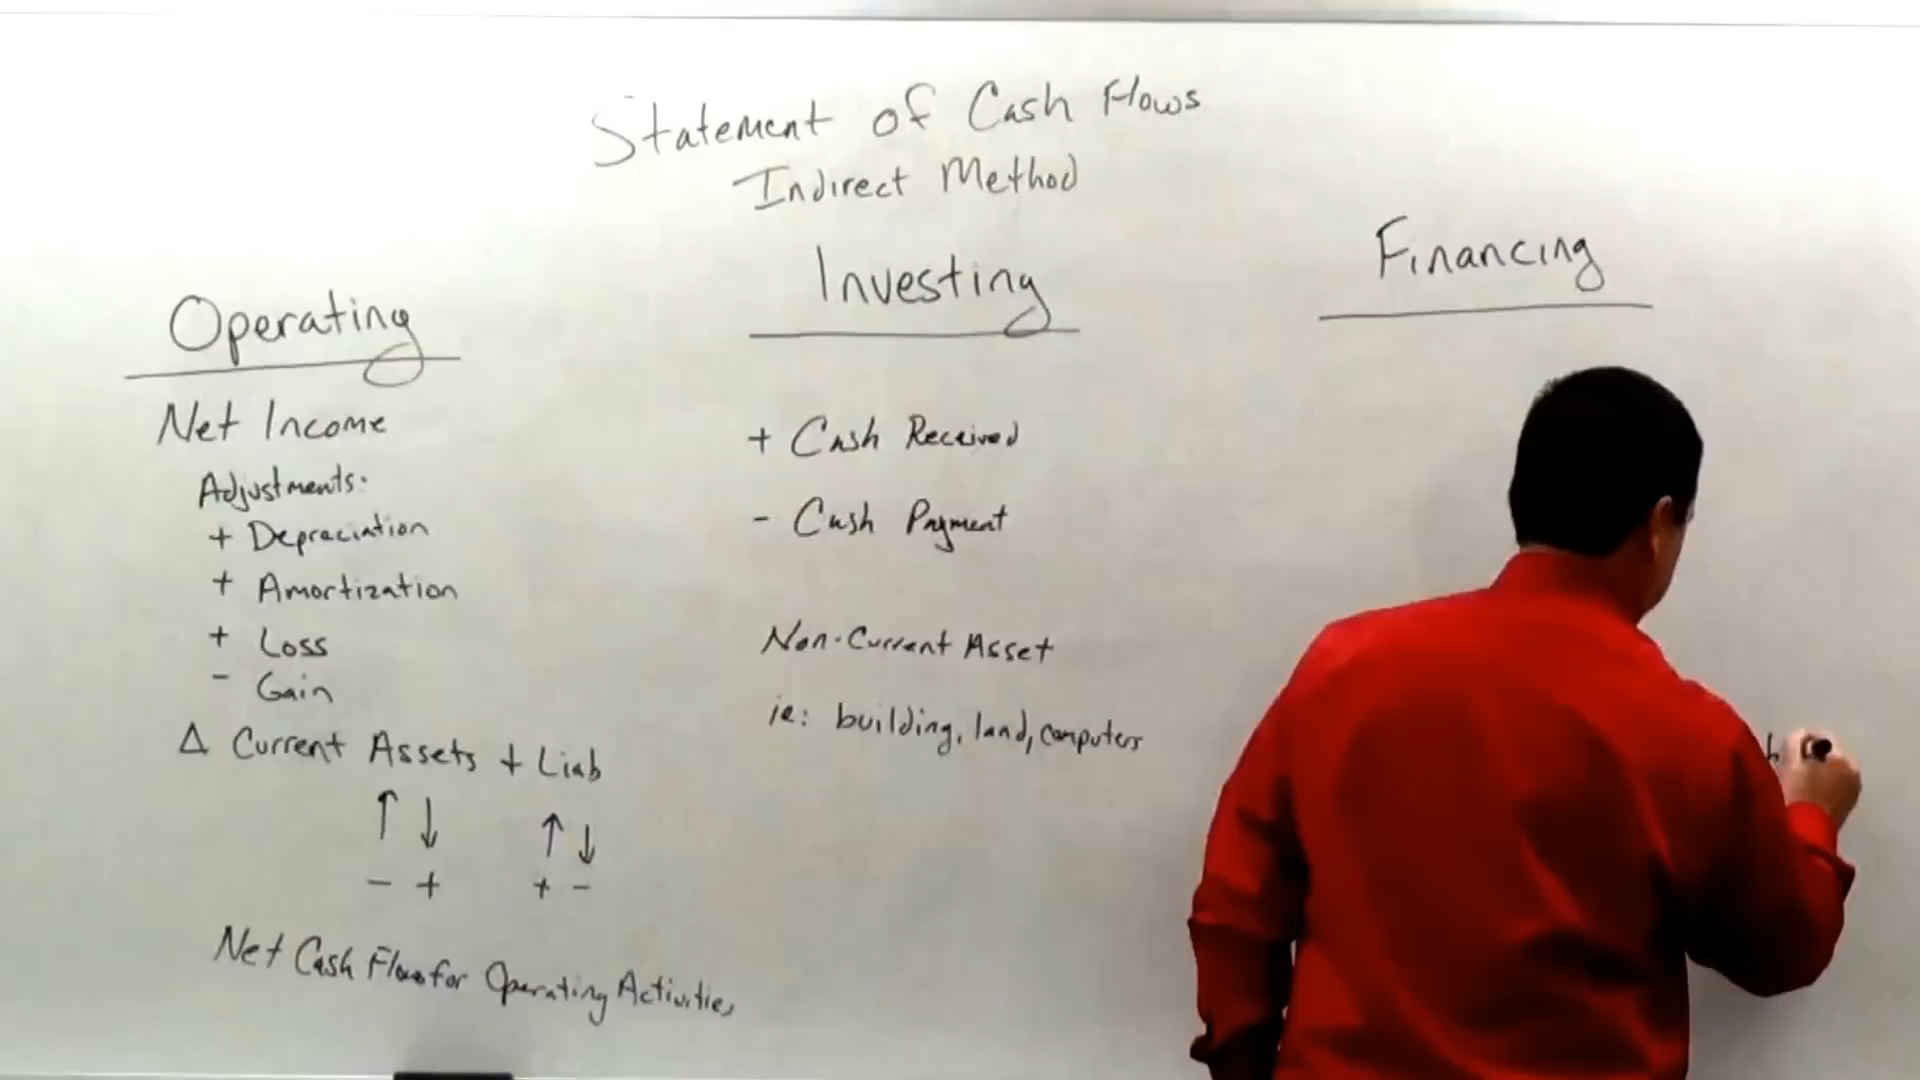 Statement of Cash Flows
Indirect Method
Operating
Net Income
Adjustments:
+ Depreciation
+ Amortization
+ Loss
- Gain
Δ Current Assets + Liab
↑ ↓ ↑ ↓
- + + -
Net Cash Flows for Operating Activities
Investing
+ Cash Received
- Cash Payment
Non-Current Asset
ie: building, land, computers
Financing